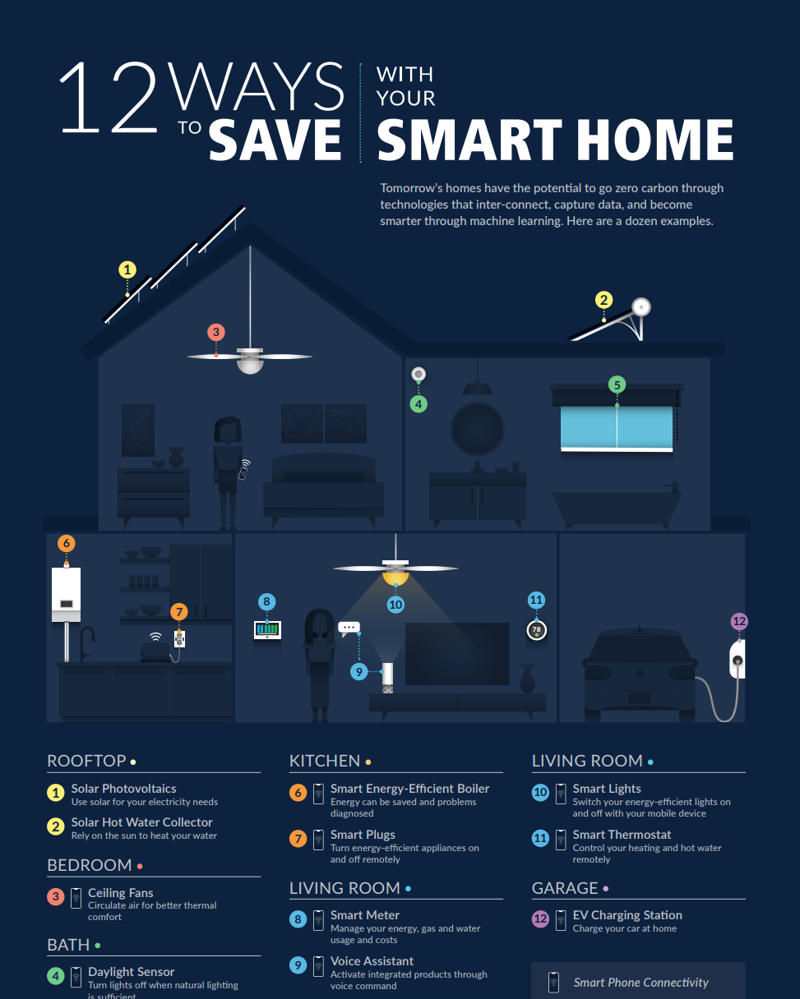 12 WAYS
TO SAVE
WITH
YOUR
SMART HOME
Tomorrow's homes have the potential to go zero carbon through
technologies that inter-connect, capture data, and become
smarter through machine learning. Here are a dozen examples.
1
2
3
4
5
6
7
8
9
10
11
78
12
ROOFTOP
1 Solar Photovoltaics
Use solar for your electricity needs
2 Solar Hot Water Collector
Rely on the sun to heat your water
BEDROOM
3 Ceiling Fans
Circulate air for better thermal
comfort
BATH
4 Daylight Sensor
Turn lights off when natural lighting
is sufficient
KITCHEN
6 Smart Energy-Efficient Boiler
Energy can be saved and problems
diagnosed
7 Smart Plugs
Turn energy-efficient appliances on
and off remotely
LIVING ROOM
8 Smart Meter
Manage your energy, gas and water
usage and costs
9 Voice Assistant
Activate integrated products through
voice command
LIVING ROOM
10 Smart Lights
Switch your energy-efficient lights on
and off with your mobile device
11 Smart Thermostat
Control your heating and hot water
remotely
GARAGE
12 EV Charging Station
Charge your car at home
Smart Phone Connectivity